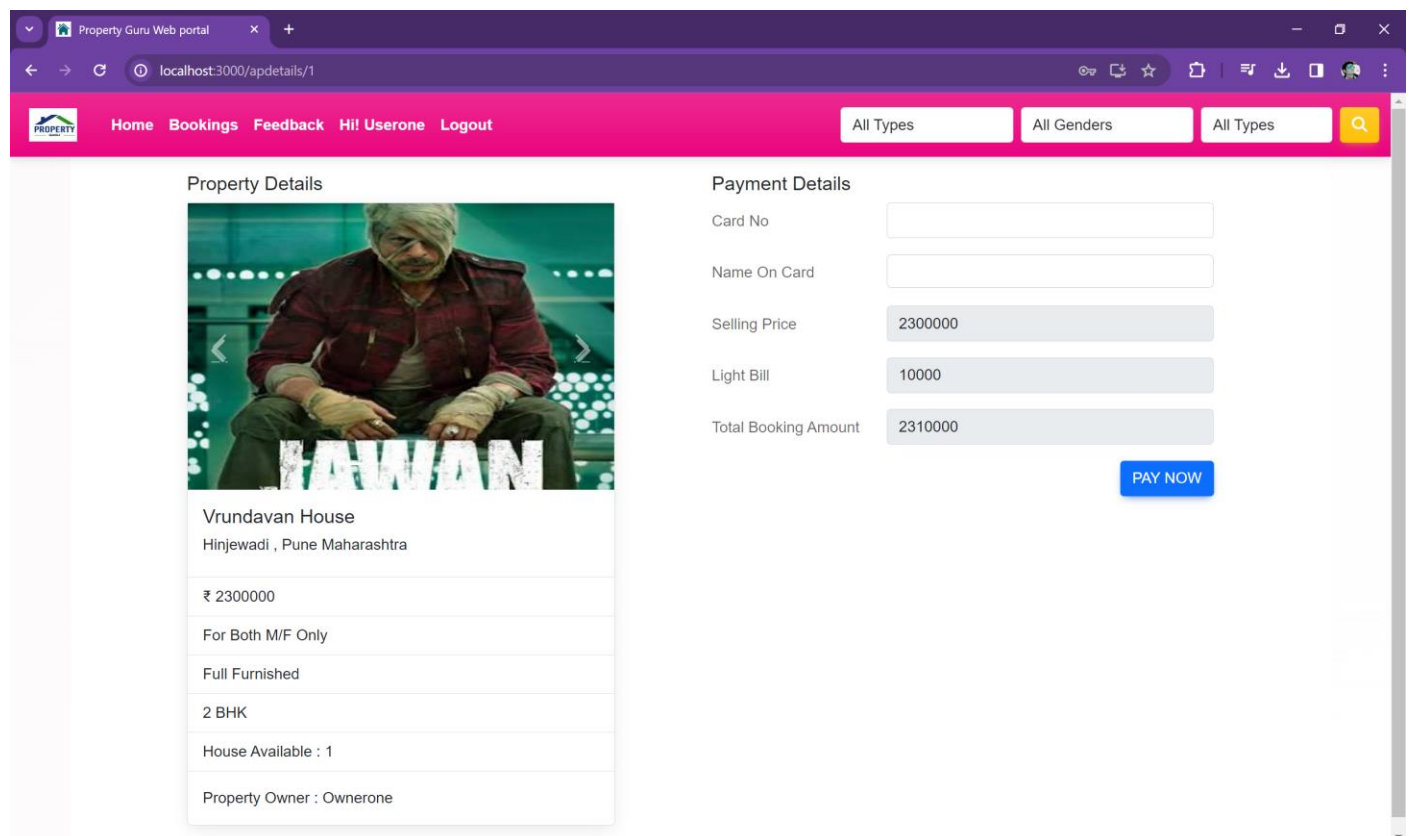 Property Guru Web portal
localhost:3000/apdetails/1
PROPERTY
Home Bookings Feedback Hi! Userone Logout
All Types
All Genders
All Types
Property Details
JAWAN
Vrundavan House
Hinjewadi , Pune Maharashtra
₹ 2300000
For Both M/F Only
Full Furnished
2 BHK
House Available : 1
Property Owner : Ownerone
Payment Details
Card No
Name On Card
Selling Price 2300000
Light Bill 10000
Total Booking Amount 2310000
PAY NOW